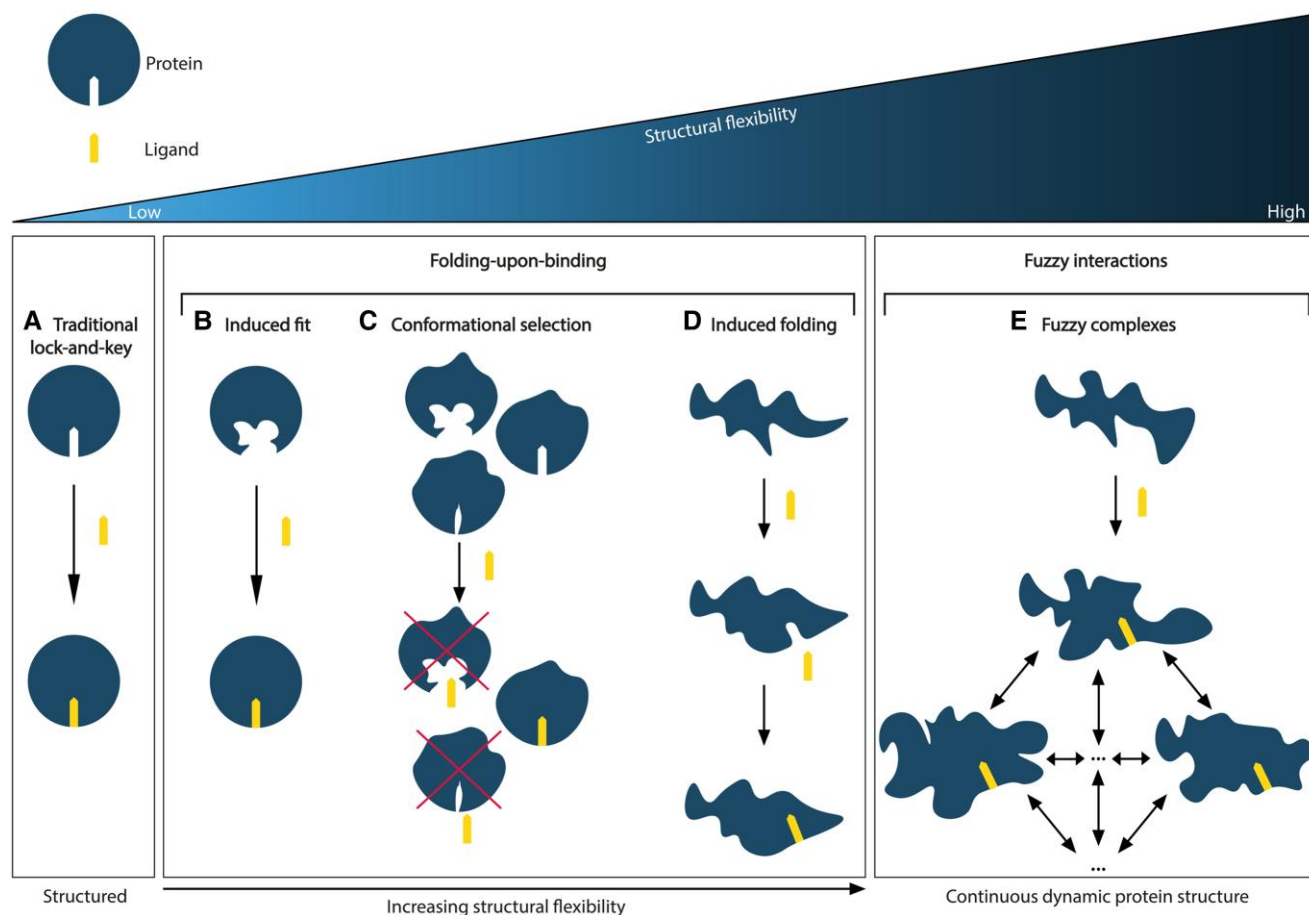 Protein
Ligand
Structural flexibility
Low
High
Folding-upon-binding
Fuzzy interactions
A Traditional
lock-and-key
B Induced fit
C Conformational selection
D Induced folding
E Fuzzy complexes
...
...
Structured
Increasing structural flexibility
Continuous dynamic protein structure